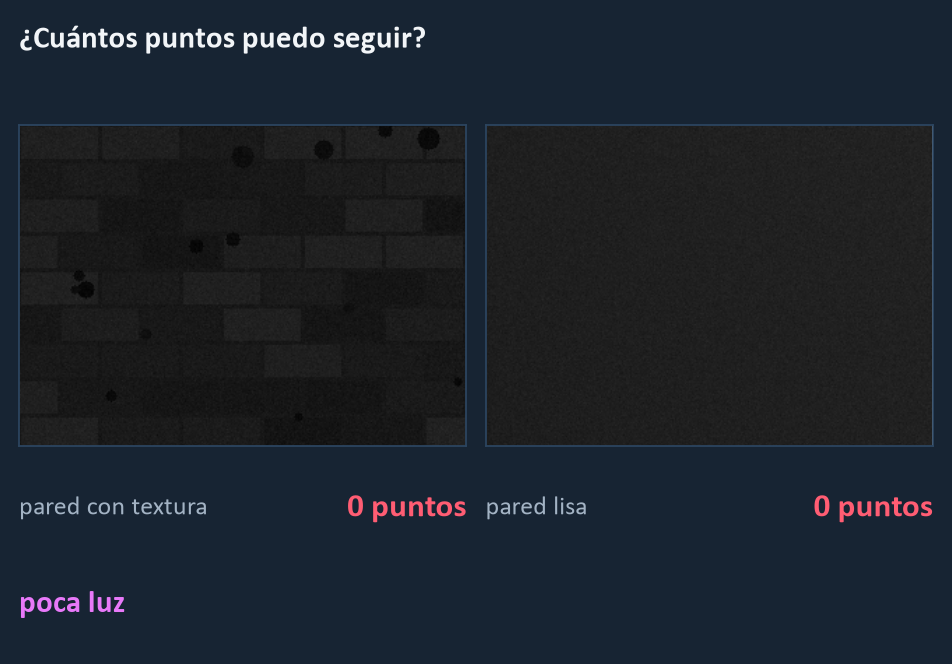 ¿Cuántos puntos puedo seguir?
pared con textura
0 puntos
pared lisa
0 puntos
poca luz